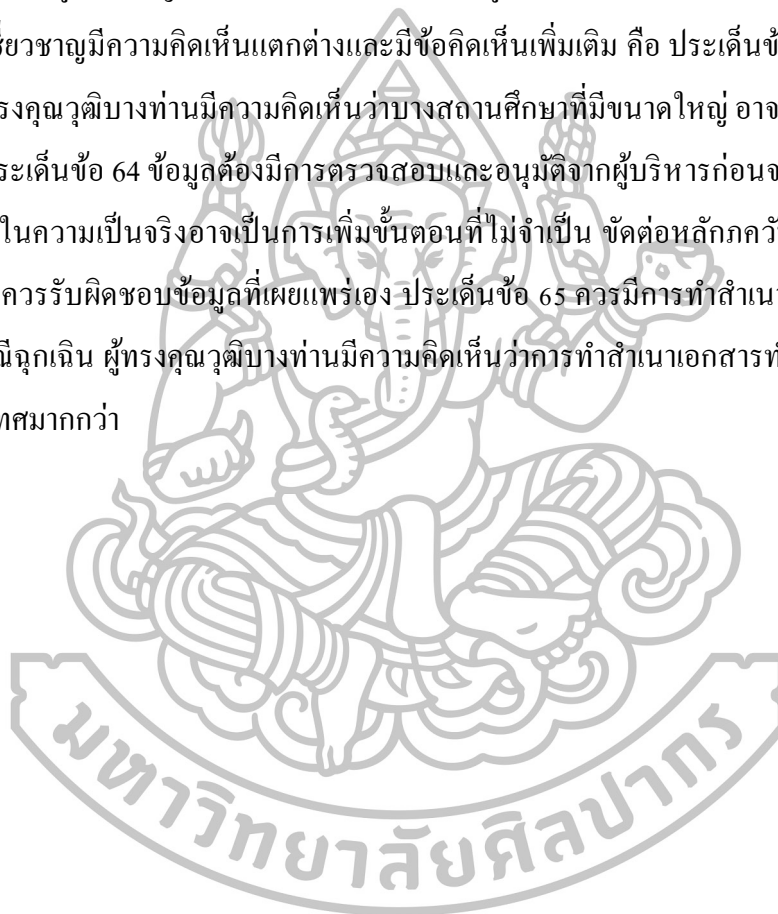 ชี่ยวชาญมีความคิดเห็นแตกต่างและมีข้อคิดเห็นเพิ่มเติม คือ ประเด็นข้
รงคุณวุฒิบางท่านมีความคิดเห็นว่าบางสถานศึกษาที่มีขนาดใหญ่ อาจ
ระเด็นข้อ 64 ข้อมูลต้องมีการตรวจสอบและอนุมัติจากผู้บริหารก่อนจ
ในความเป็นจริงอาจเป็นการเพิ่มขั้นตอนที่ไม่จำเป็น ขัดต่อหลักภควั
ควรรับผิดชอบข้อมูลที่เผยแพร่เอง ประเด็นข้อ 65 ควรมีการทำสำเนา
ณีฉุกเฉิน ผู้ทรงคุณวุฒิบางท่านมีความคิดเห็นว่าการทำสำเนาเอกสารทำ
ทศมากกว่า
มหาวิทยาลัยศิลปากร